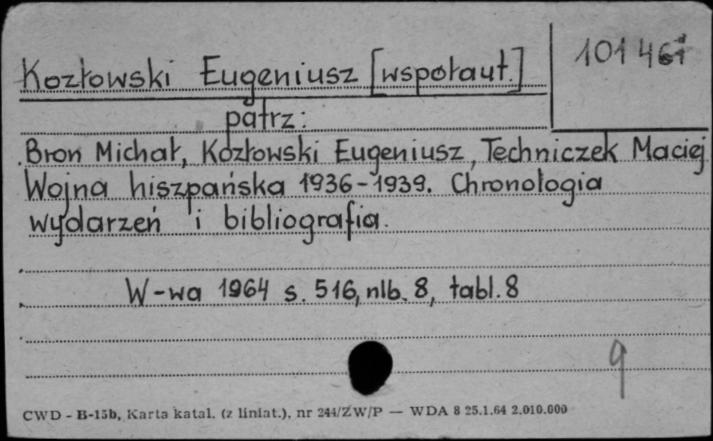 Kozłowski Eugeniusz [współaut.]
101 461
patrz:
Bron Michał, Kozłowski Eugeniusz, Techniczek Maciej
Wojna hiszpańska 1936-1939. Chronologia
wydarzeń i bibliografia.
W-wa 1964 s. 516, nlb. 8, tabl. 8
9
CWD - B-15b, Karta katal. (z liniat.), nr 244/ZW/P — WDA 8 25.1.64 2.010.000